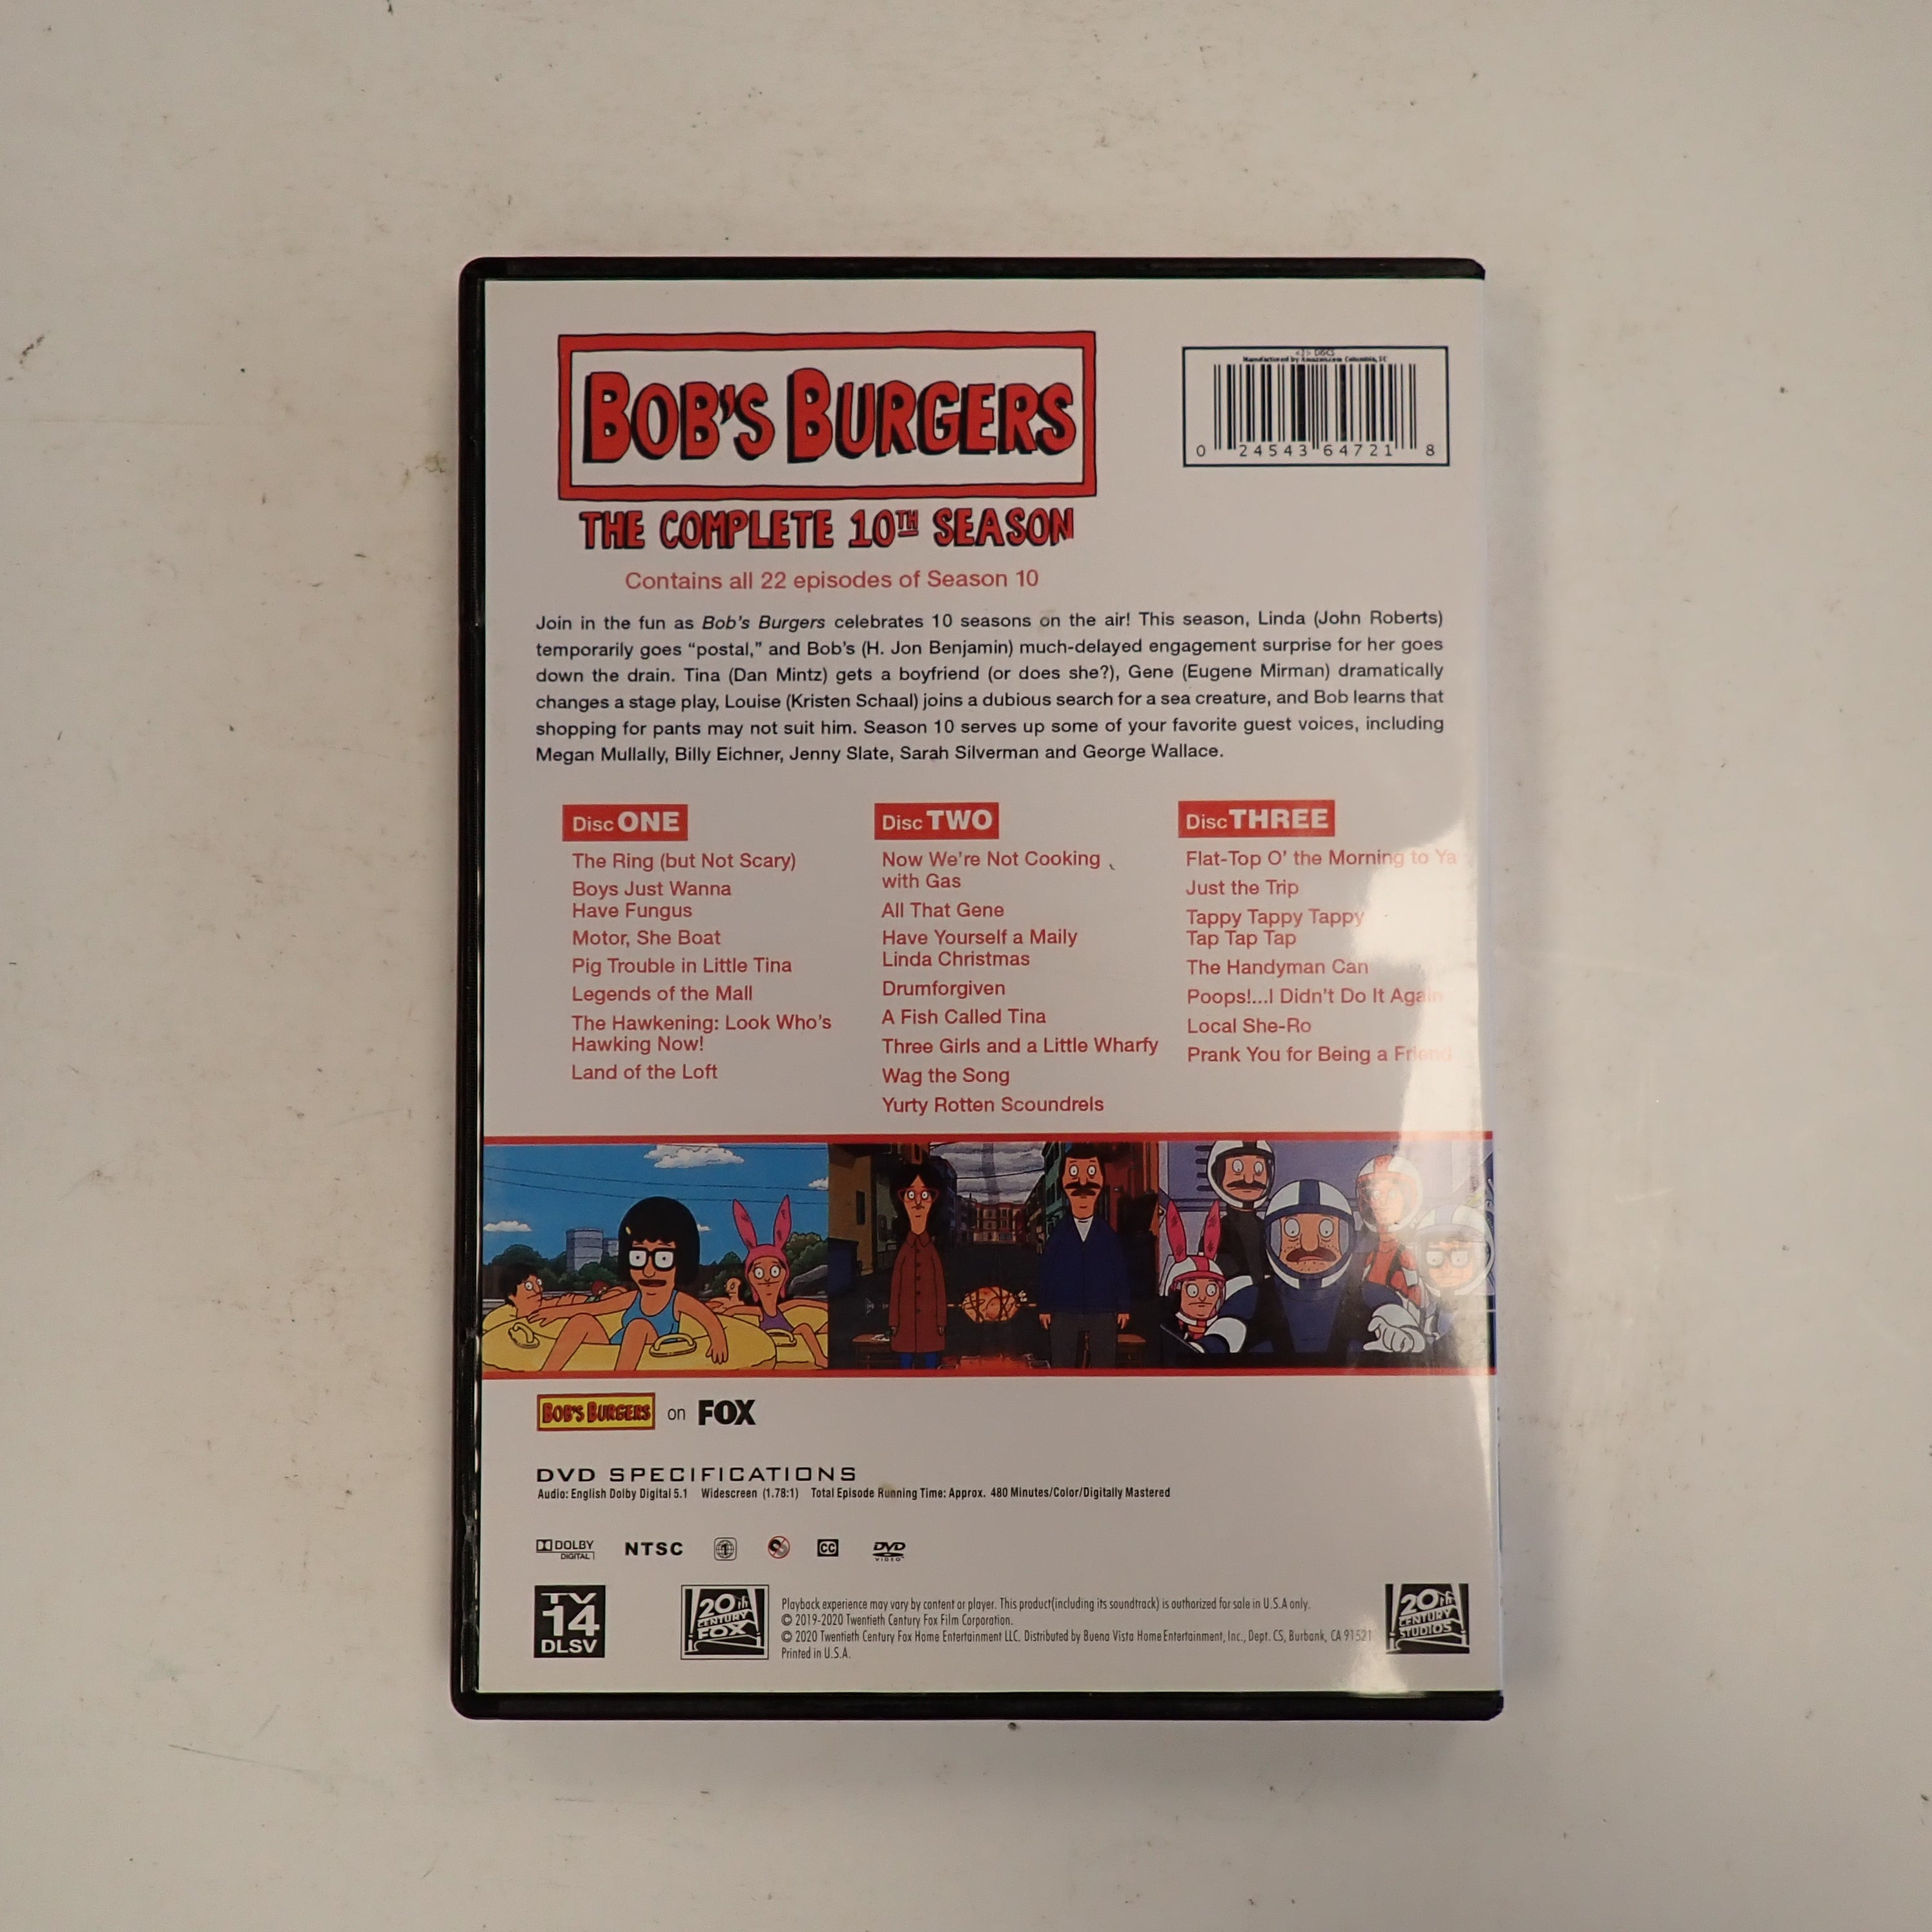 BOB'S BURGERS
THE COMPLETE 10TH SEASON
Contains all 22 episodes of Season 10
DISCS
Manufactured by Amazon.com Columbia, SC
0 24543 64721 8
Join in the fun as Bob's Burgers celebrates 10 seasons on the air! This season, Linda (John Roberts)
temporarily goes “postal,” and Bob's (H. Jon Benjamin) much-delayed engagement surprise for her goes
down the drain. Tina (Dan Mintz) gets a boyfriend (or does she?), Gene (Eugene Mirman) dramatically
changes a stage play, Louise (Kristen Schaal) joins a dubious search for a sea creature, and Bob learns that
shopping for pants may not suit him. Season 10 serves up some of your favorite guest voices, including
Megan Mullally, Billy Eichner, Jenny Slate, Sarah Silverman and George Wallace.
Disc ONE
The Ring (but Not Scary)
Boys Just Wanna
Have Fungus
Motor, She Boat
Pig Trouble in Little Tina
Legends of the Mall
The Hawkening: Look Who's
Hawking Now!
Land of the Loft
Disc TWO
Now We're Not Cooking
with Gas
All That Gene
Have Yourself a Maily
Linda Christmas
Drumforgiven
A Fish Called Tina
Three Girls and a Little Wharfy
Wag the Song
Yurty Rotten Scoundrels
Disc THREE
Flat-Top O' the Morning to Ya
Just the Trip
Tappy Tappy Tappy
Tap Tap Tap
The Handyman Can
Poops!...I Didn't Do It Again
Local She-Ro
Prank You for Being a Friend
BOB'S BURGERS on FOX
DVD SPECIFICATIONS
Audio: English Dolby Digital 5.1 Widescreen (1.78:1) Total Episode Running Time: Approx. 480 Minutes/Color/Digitally Mastered
DOLBY DIGITAL NTSC 1 CC DVD VIDEO
TV 14 DLSV
20th CENTURY FOX
Playback experience may vary by content or player. This product(including its soundtrack) is authorized for sale in U.S.A only.
© 2019-2020 Twentieth Century Fox Film Corporation.
© 2020 Twentieth Century Fox Home Entertainment LLC. Distributed by Buena Vista Home Entertainment, Inc., Dept. CS, Burbank, CA 91521
Printed in U.S.A.
20th CENTURY STUDIOS